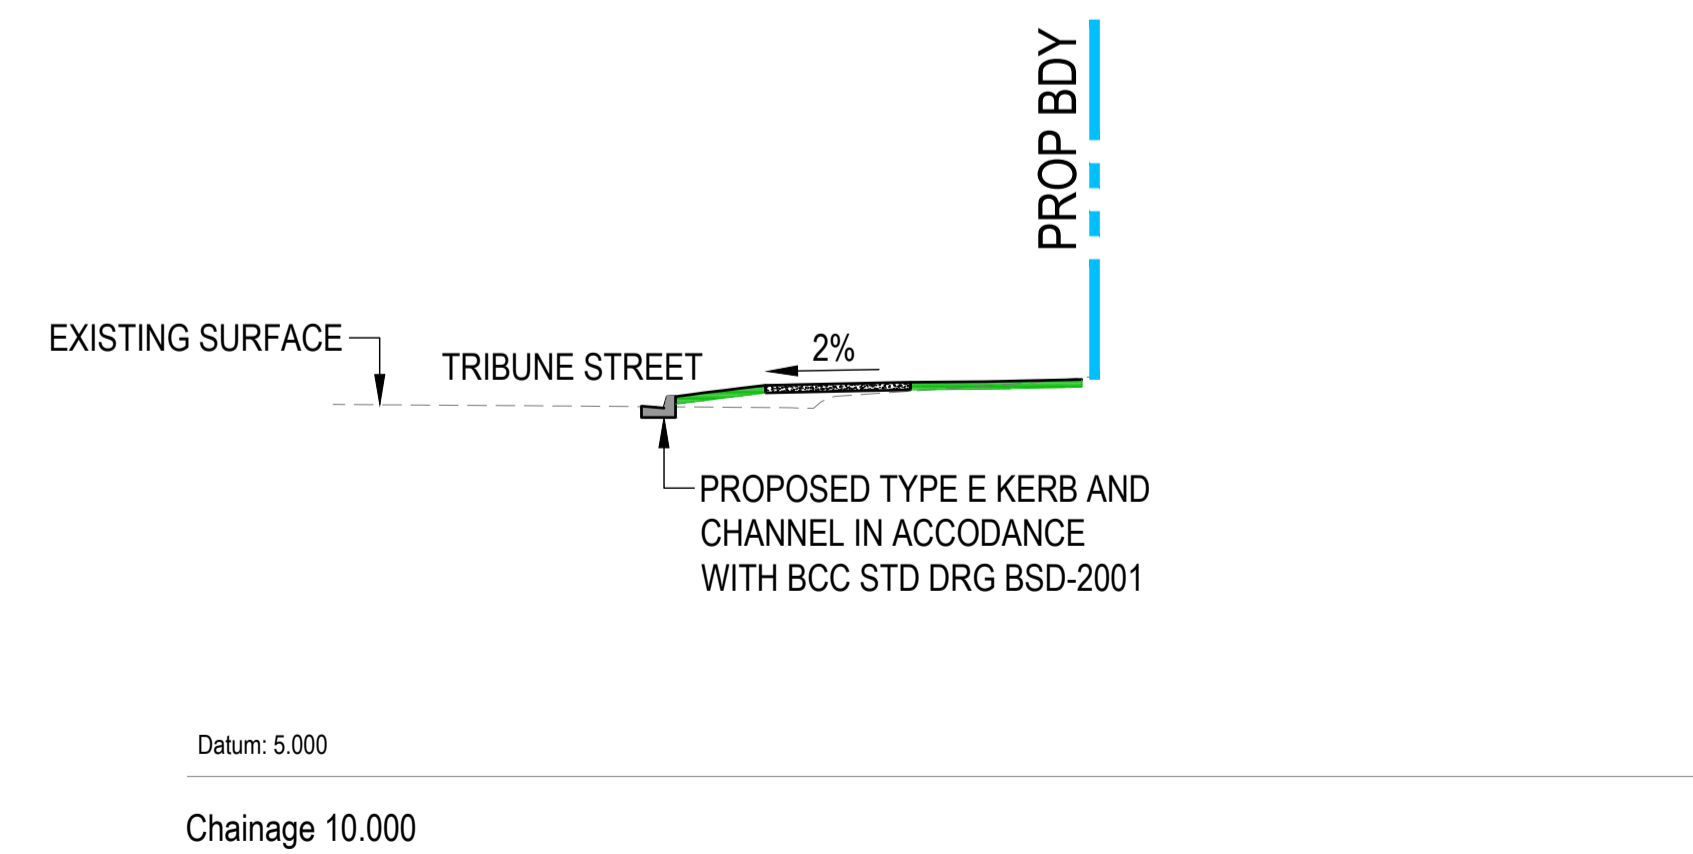 PROP BDY
EXISTING SURFACE
TRIBUNE STREET
2%
PROPOSED TYPE E KERB AND
CHANNEL IN ACCODANCE
WITH BCC STD DRG BSD-2001
Datum: 5.000
Chainage 10.000